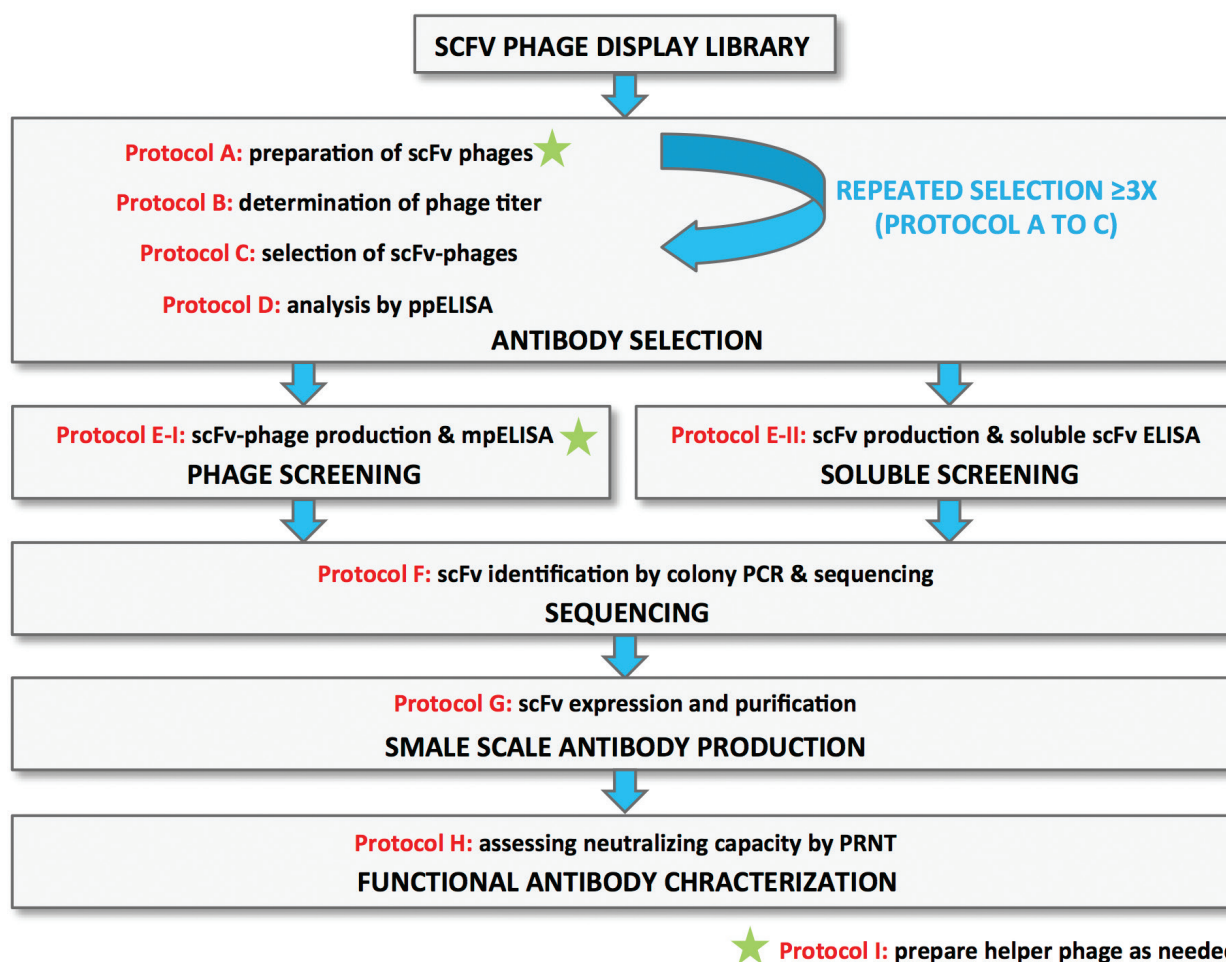 SCFV PHAGE DISPLAY LIBRARY
Protocol A: preparation of scFv phages
Protocol B: determination of phage titer
Protocol C: selection of scFv-phages
Protocol D: analysis by ppELISA
REPEATED SELECTION ≥3X
(PROTOCOL A TO C)
ANTIBODY SELECTION
Protocol E-I: scFv-phage production & mpELISA
PHAGE SCREENING
Protocol E-II: scFv production & soluble scFv ELISA
SOLUBLE SCREENING
Protocol F: scFv identification by colony PCR & sequencing
SEQUENCING
Protocol G: scFv expression and purification
SMALE SCALE ANTIBODY PRODUCTION
Protocol H: assessing neutralizing capacity by PRNT
FUNCTIONAL ANTIBODY CHRACTERIZATION
Protocol I: prepare helper phage as needed